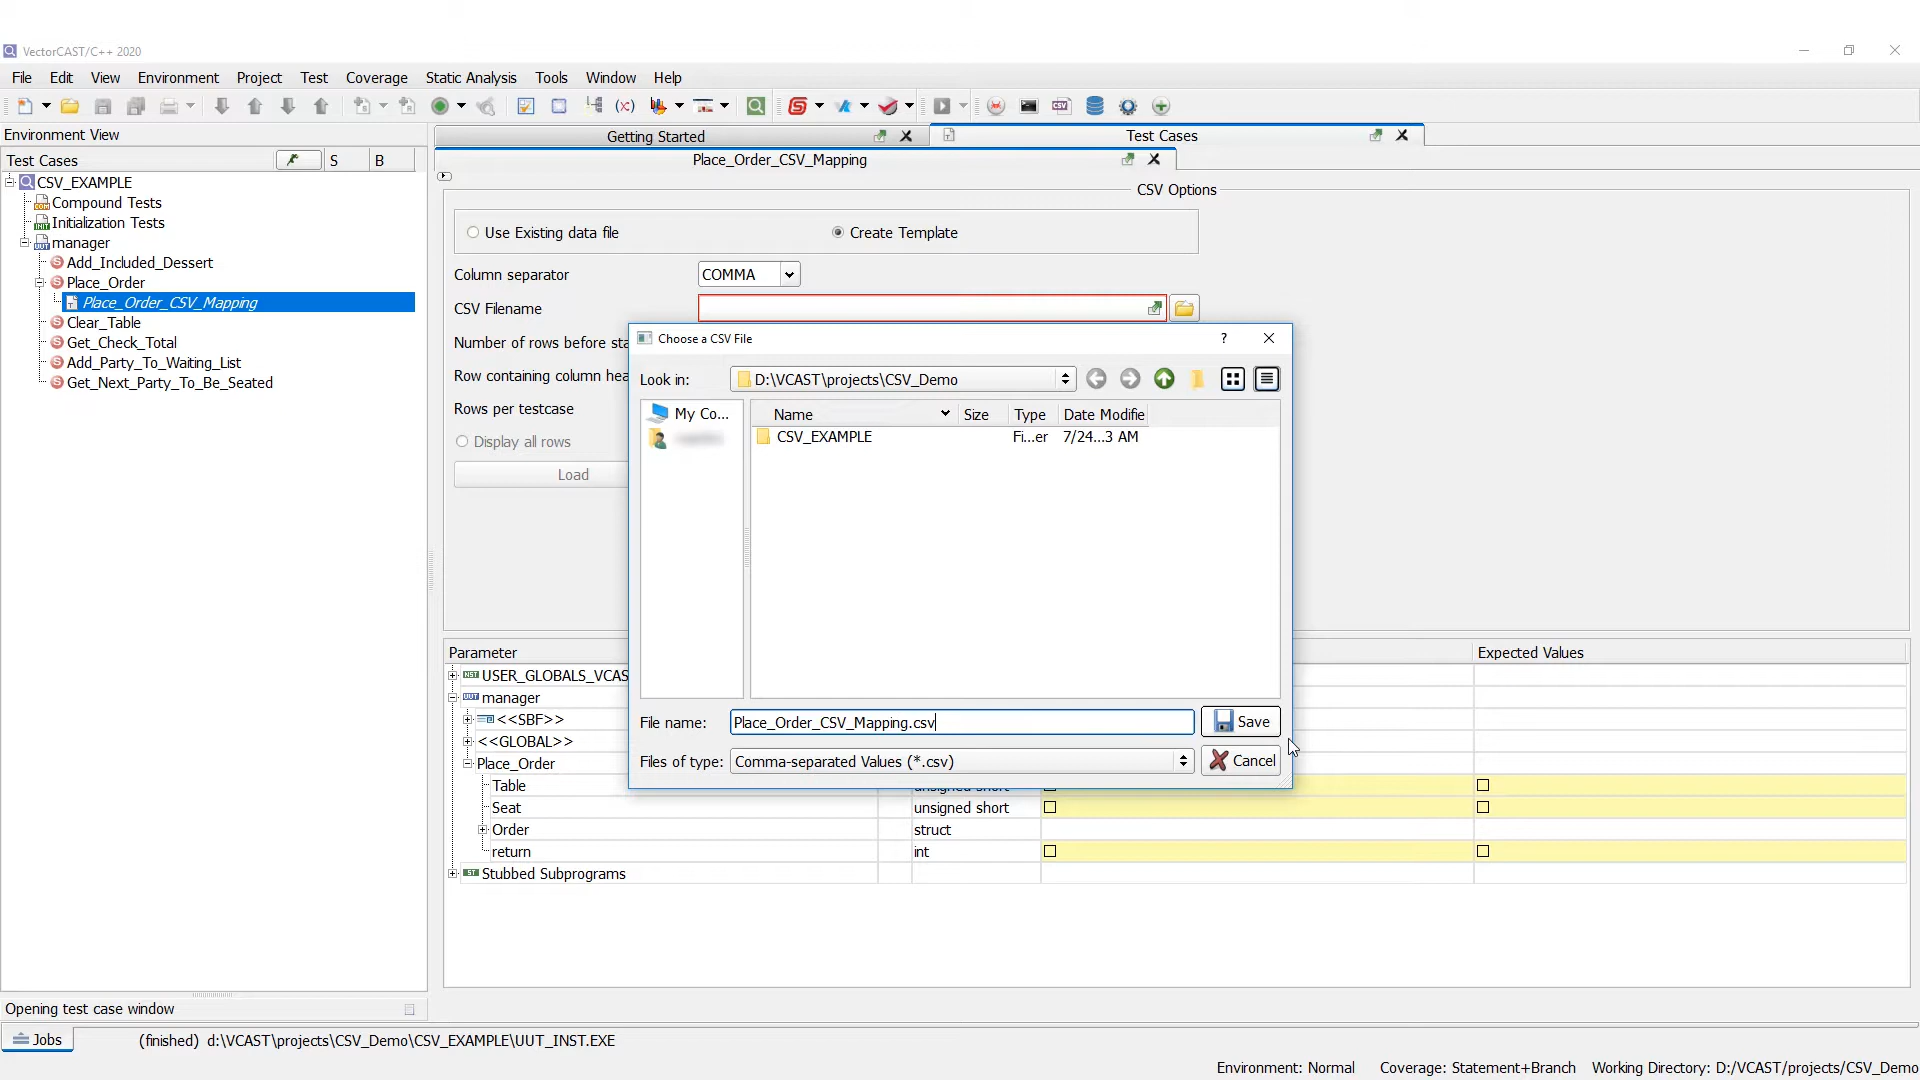 VectorCAST/C++ 2020
File Edit View Environment Project Test Coverage Static Analysis Tools Window Help
Environment View
Getting Started
Test Cases
Test Cases S B
Place_Order_CSV_Mapping
CSV_EXAMPLE
Compound Tests
Initialization Tests
manager
Add_Included_Dessert
Place_Order
Place_Order_CSV_Mapping
Clear_Table
Get_Check_Total
Add_Party_To_Waiting_List
Get_Next_Party_To_Be_Seated
CSV Options
Use Existing data file Create Template
Column separator COMMA
CSV Filename
Number of rows before sta
Row containing column hea
Rows per testcase
Display all rows
Load
Choose a CSV File
Look in: D:\VCAST\projects\CSV_Demo
My Co...
Name Size Type Date Modifie
CSV_EXAMPLE Fi...er 7/24...3 AM
File name: Place_Order_CSV_Mapping.csv Save
Files of type: Comma-separated Values (*.csv) Cancel
Parameter Expected Values
USER_GLOBALS_VCAS
manager
<<SBF>>
<<GLOBAL>>
Place_Order
Table unsigned short
Seat unsigned short
Order struct
return int
Stubbed Subprograms
Opening test case window
Jobs (finished) d:\VCAST\projects\CSV_Demo\CSV_EXAMPLE\UUT_INST.EXE
Environment: Normal Coverage: Statement+Branch Working Directory: D:/VCAST/projects/CSV_Demo